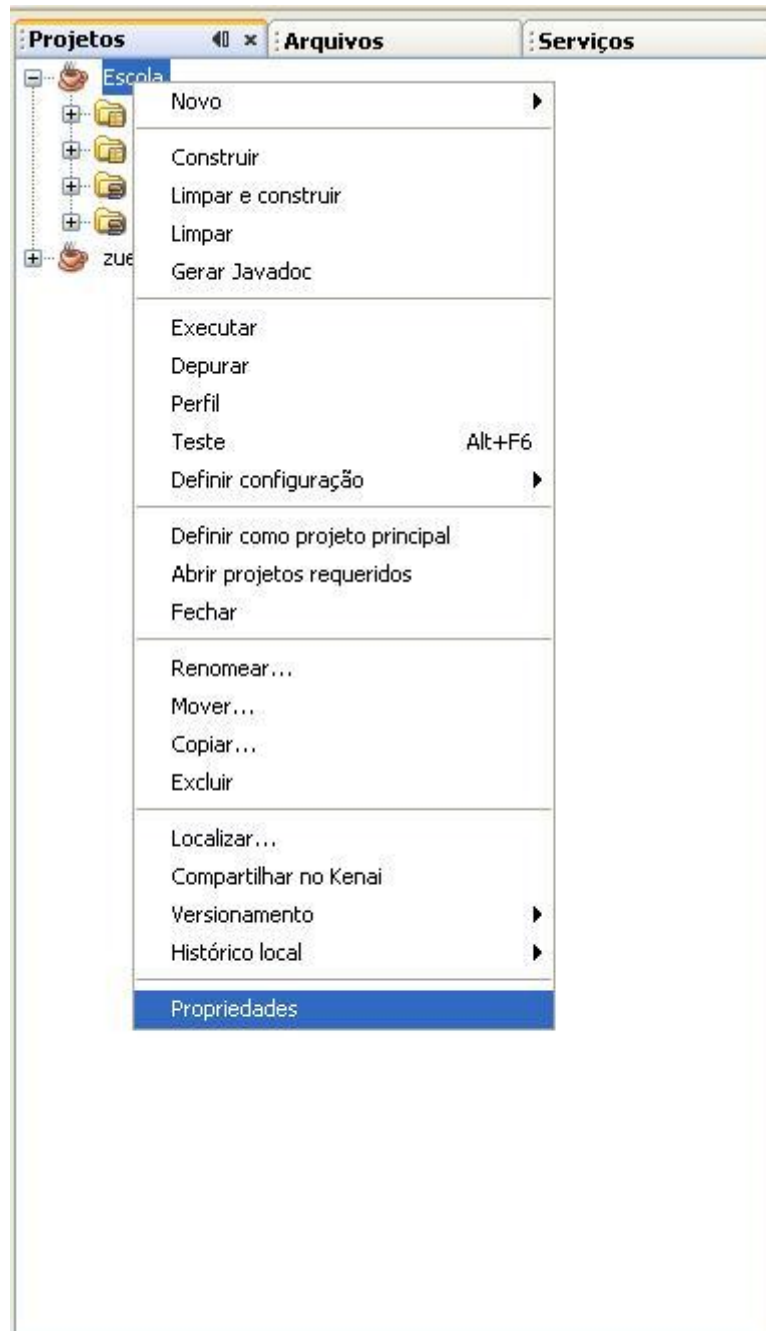 Projetos Arquivos Serviços
Escola
Novo
Construir
Limpar e construir
Limpar
Gerar Javadoc
zue
Executar
Depurar
Perfil
Teste Alt+F6
Definir configuração
Definir como projeto principal
Abrir projetos requeridos
Fechar
Renomear...
Mover...
Copiar...
Excluir
Localizar...
Compartilhar no Kenai
Versionamento
Histórico local
Propriedades